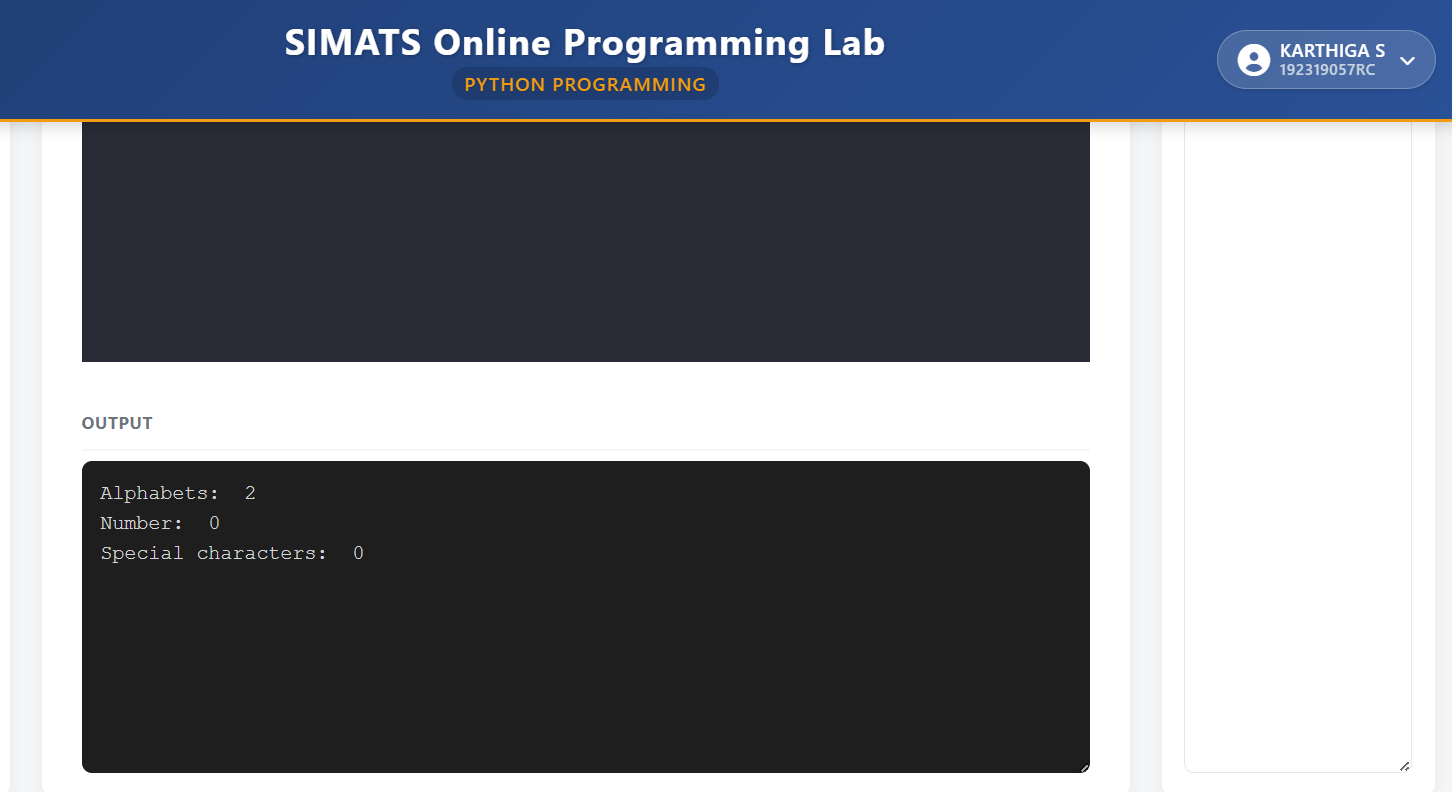 SIMATS Online Programming Lab
PYTHON PROGRAMMING
KARTHIGA S
192319057RC
OUTPUT
Alphabets:  2
Number:  0
Special characters:  0